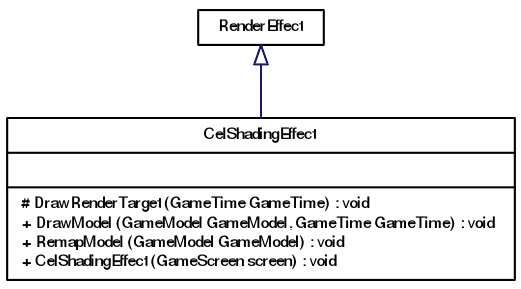 RenderEffect
CelShadingEffect
# DrawRenderTarget(GameTime GameTime) : void
+ DrawModel (GameModel GameModel, GameTime GameTime) : void
+ RemapModel (GameModel GameModel) : void
+ CelShadingEffect(GameScreen screen) : void